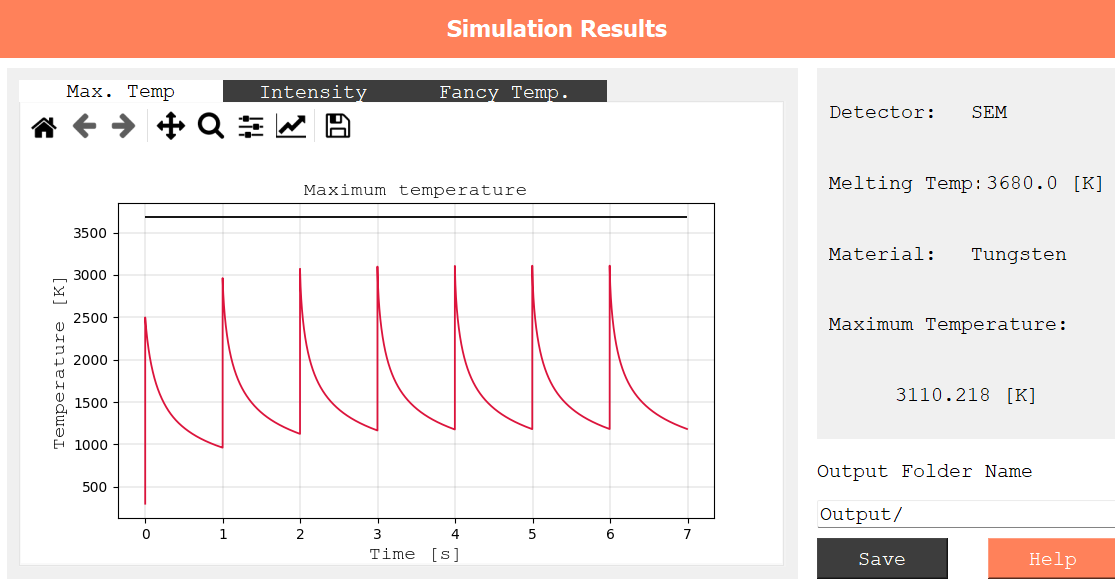 Simulation Results
Max. Temp
Intensity
Fancy Temp.
Maximum temperature
3500
3000
2500
2000
1500
1000
500
Temperature [K]
0 1 2 3 4 5 6 7
Time [s]
Detector: SEM
Melting Temp: 3680.0 [K]
Material: Tungsten
Maximum Temperature:
3110.218 [K]
Output Folder Name
Output/
Save
Help